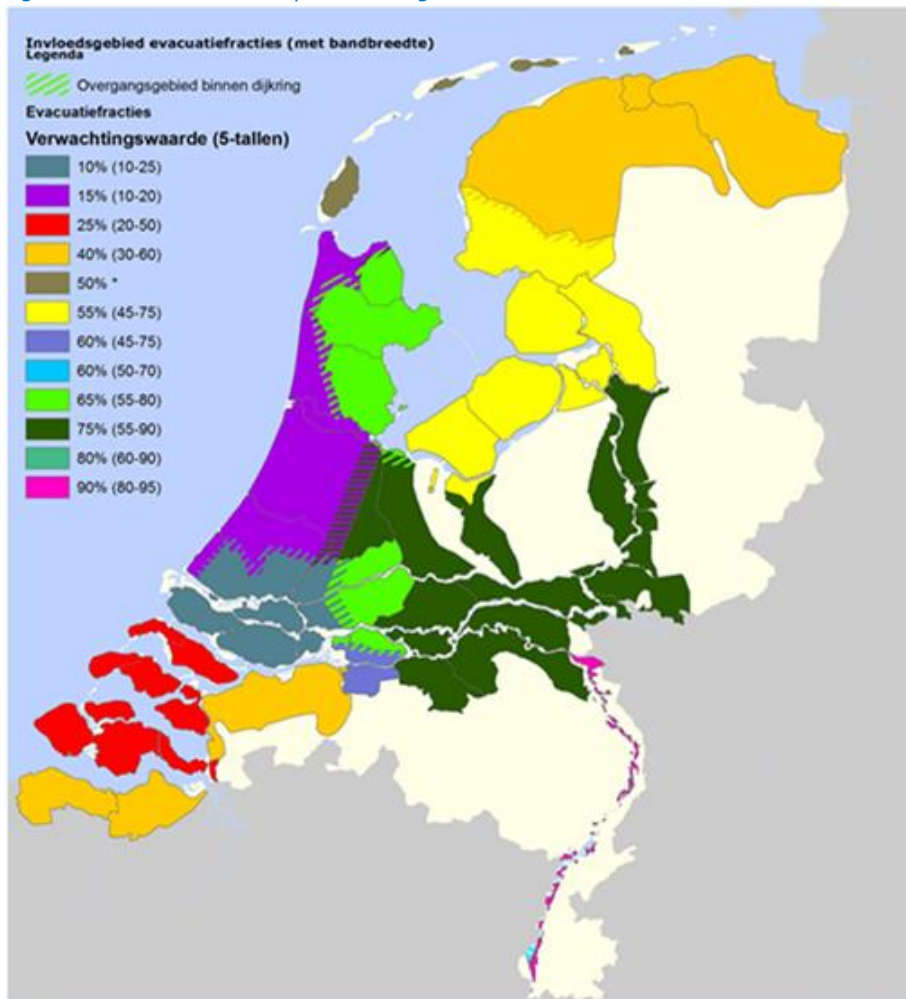 Invloedsgebied evacuatiefracties (met bandbreedte)
Legenda
Overgangsgebied binnen dijkring
Evacuatiefracties
Verwachtingswaarde (5-tallen)
10% (10-25)
15% (10-20)
25% (20-50)
40% (30-60)
50% *
55% (45-75)
60% (45-75)
60% (50-70)
65% (55-80)
75% (55-90)
80% (60-90)
90% (80-95)